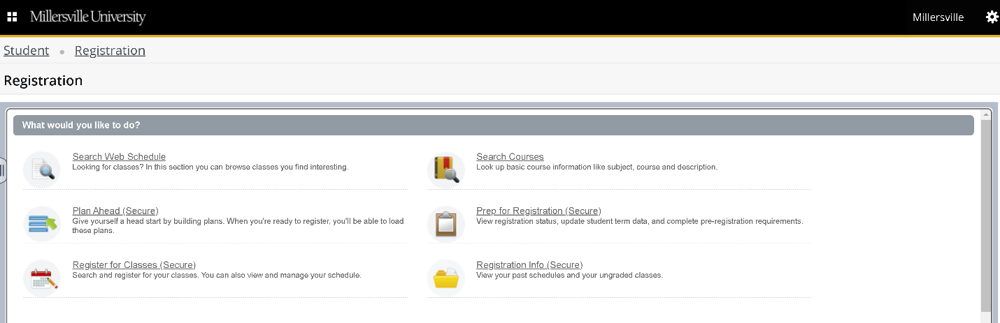 Millersville University
Millersville
Student • Registration
Registration
What would you like to do?
Search Web Schedule
Looking for classes? In this section you can browse classes you find interesting.
Search Courses
Look up basic course information like subject, course and description.
Plan Ahead (Secure)
Give yourself a head start by building plans. When you're ready to register, you'll be able to load
these plans.
Prep for Registration (Secure)
View registration status, update student term data, and complete pre-registration requirements.
Register for Classes (Secure)
Search and register for your classes. You can also view and manage your schedule.
Registration Info (Secure)
View your past schedules and your ungraded classes.